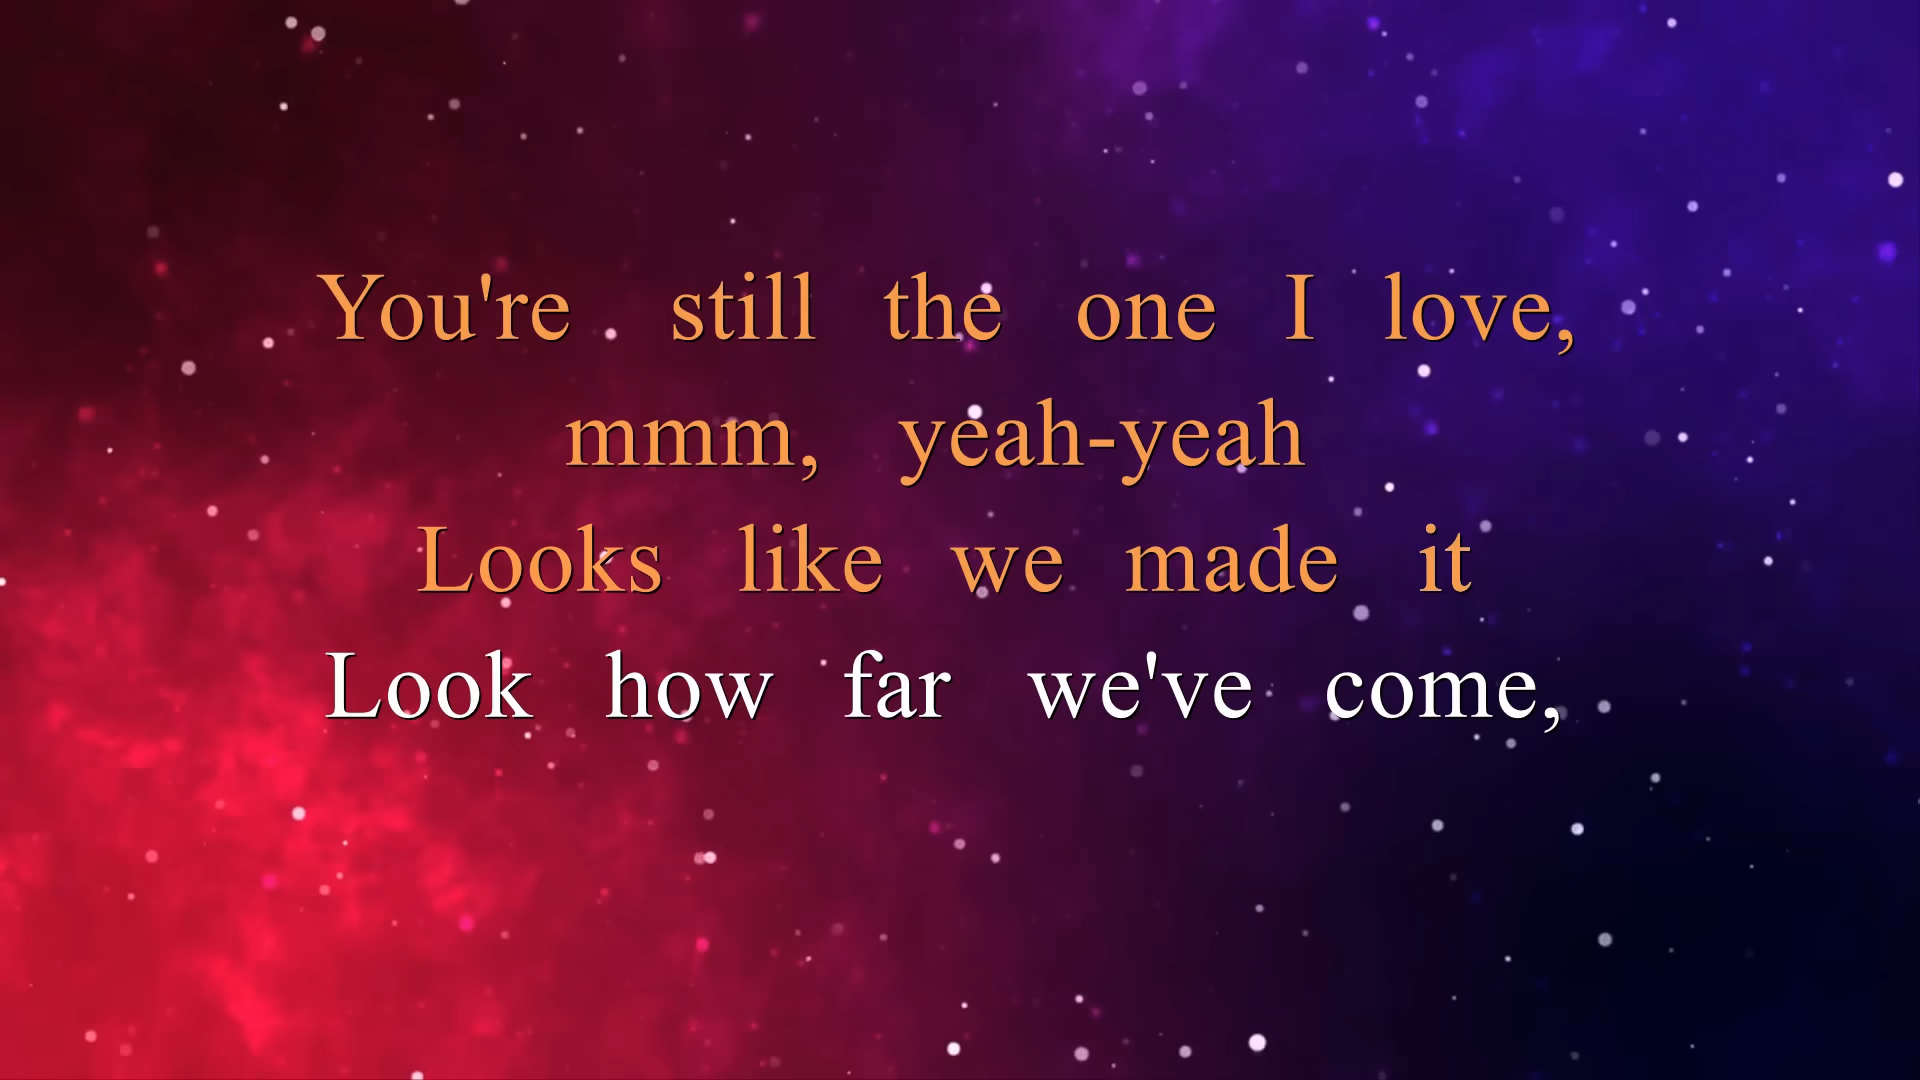 You're still the one I love,
mmm, yeah-yeah
Looks like we made it
Look how far we've come,